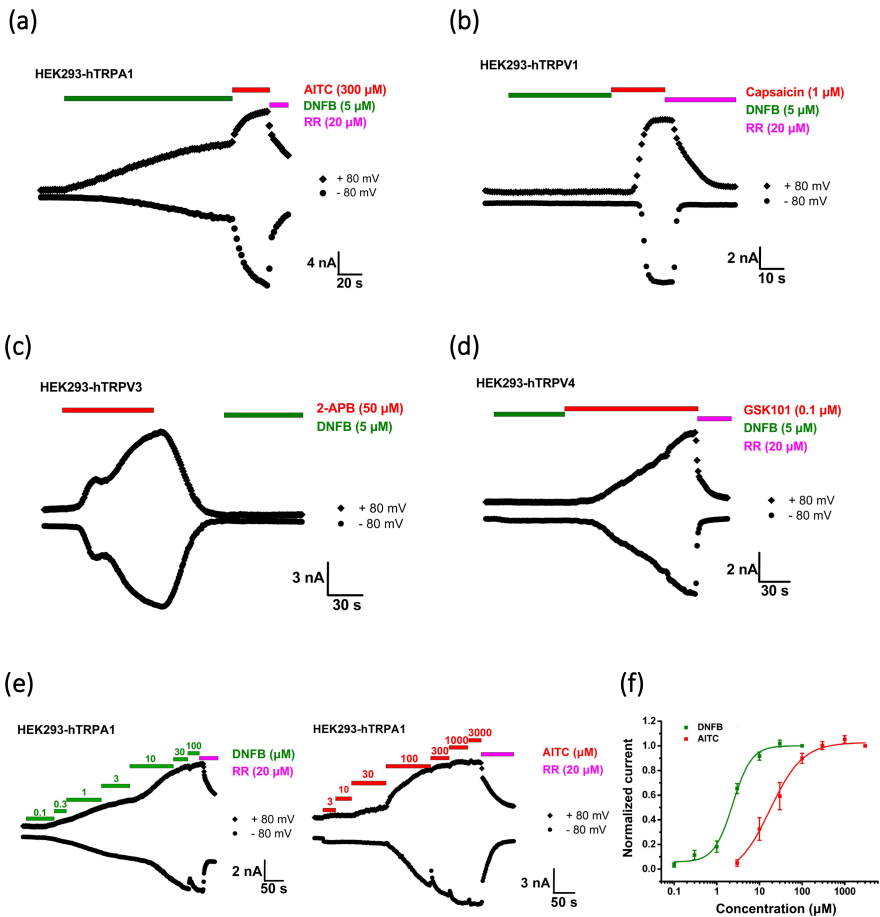 (a)
HEK293-hTRPA1
AITC (300 µM)
DNFB (5 µM)
RR (20 µM)
+ 80 mV
- 80 mV
4 nA
20 s
(b)
HEK293-hTRPV1
Capsaicin (1 µM)
DNFB (5 µM)
RR (20 µM)
+ 80 mV
- 80 mV
2 nA
10 s
(c)
HEK293-hTRPV3
2-APB (50 µM)
DNFB (5 µM)
+ 80 mV
- 80 mV
3 nA
30 s
(d)
HEK293-hTRPV4
GSK101 (0.1 µM)
DNFB (5 µM)
RR (20 µM)
+ 80 mV
- 80 mV
2 nA
30 s
(e)
HEK293-hTRPA1
0.1 0.3 1 3 10 30 100
DNFB (µM)
RR (20 µM)
+ 80 mV
- 80 mV
2 nA
50 s
HEK293-hTRPA1
3 10 30 100 300 1000 3000
AITC (µM)
RR (20 µM)
+ 80 mV
- 80 mV
3 nA
50 s
(f)
DNFB
AITC
Normalized current
1.2
1.0
0.8
0.6
0.4
0.2
0.0
0.1 1 10 100 1000
Concentration (µM)